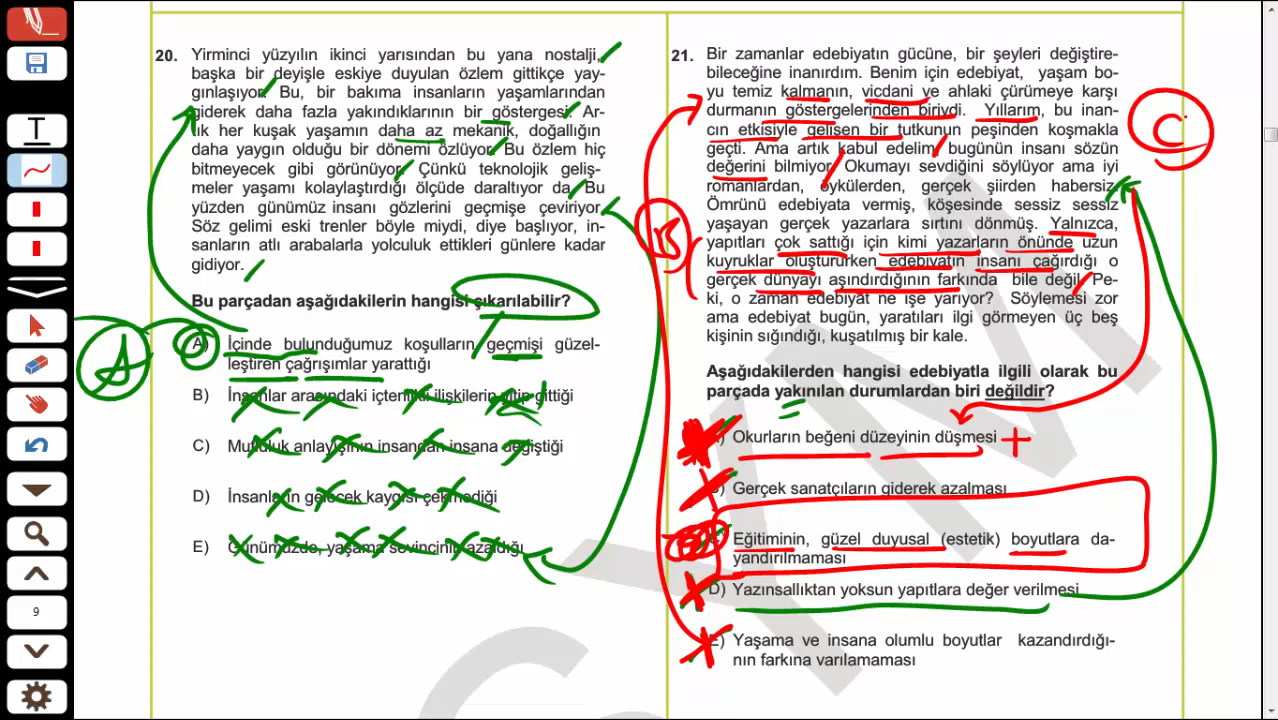 20. Yirminci yüzyılın ikinci yarısından bu yana nostalji,
başka bir deyişle eskiye duyulan özlem gittikçe yay-
gınlaşıyor. Bu, bir bakıma insanların yaşamlarından
giderek daha fazla yakındıklarının bir göstergesi. Ar-
tık her kuşak yaşamın daha az mekanik, doğallığın
daha yaygın olduğu bir dönemi özlüyor. Bu özlem hiç
bitmeyecek gibi görünüyor. Çünkü teknolojik geliş-
meler yaşamı kolaylaştırdığı ölçüde daraltıyor da. Bu
yüzden günümüz insanı gözlerini geçmişe çeviriyor.
Söz gelimi eski trenler böyle miydi, diye başlıyor, in-
sanların atlı arabalarla yolculuk ettikleri günlere kadar
gidiyor.
Bu parçadan aşağıdakilerin hangisi çıkarılabilir?
A) İçinde bulunduğumuz koşulların geçmişi güzel-
leştiren çağrışımlar yarattığı
B) İnsanlar arasındaki içtenlikli ilişkilerin yitip gittiği
C) Mutluluk anlayışının insandan insana değiştiği
D) İnsanların gelecek kaygısı çekmediği
E) Günümüzde, yaşama sevincinin azaldığı
A
21. Bir zamanlar edebiyatın gücüne, bir şeyleri değiştire-
bileceğine inanırdım. Benim için edebiyat, yaşam bo-
yu temiz kalmanın, vicdani ve ahlaki çürümeye karşı
durmanın göstergelerinden biriydi. Yıllarım, bu inan-
cın etkisiyle gelişen bir tutkunun peşinden koşmakla
geçti. Ama artık kabul edelim, bugünün insanı sözün
değerini bilmiyor. Okumayı sevdiğini söylüyor ama iyi
romanlardan, öykülerden, gerçek şiirden habersiz.
Ömrünü edebiyata vermiş, köşesinde sessiz sessiz
yaşayan gerçek yazarlara sırtını dönmüş. Yalnızca,
yapıtları çok sattığı için kimi yazarların önünde uzun
kuyruklar oluştururken edebiyatın insanı çağırdığı o
gerçek dünyayı aşındırdığının farkında bile değil. Pe-
ki, o zaman edebiyat ne işe yarıyor? Söylemesi zor
ama edebiyat bugün, yaratıları ilgi görmeyen üç beş
kişinin sığındığı, kuşatılmış bir kale.
Aşağıdakilerden hangisi edebiyatla ilgili olarak bu
parçada yakınılan durumlardan biri değildir?
A) Okurların beğeni düzeyinin düşmesi +
B) Gerçek sanatçıların giderek azalması
C) Eğitiminin, güzel duyusal (estetik) boyutlara da-
yandırılmaması
D) Yazınsallıktan yoksun yapıtlara değer verilmesi
E) Yaşama ve insana olumlu boyutlar kazandırdığı-
nın farkına varılamaması
B
C
T
9